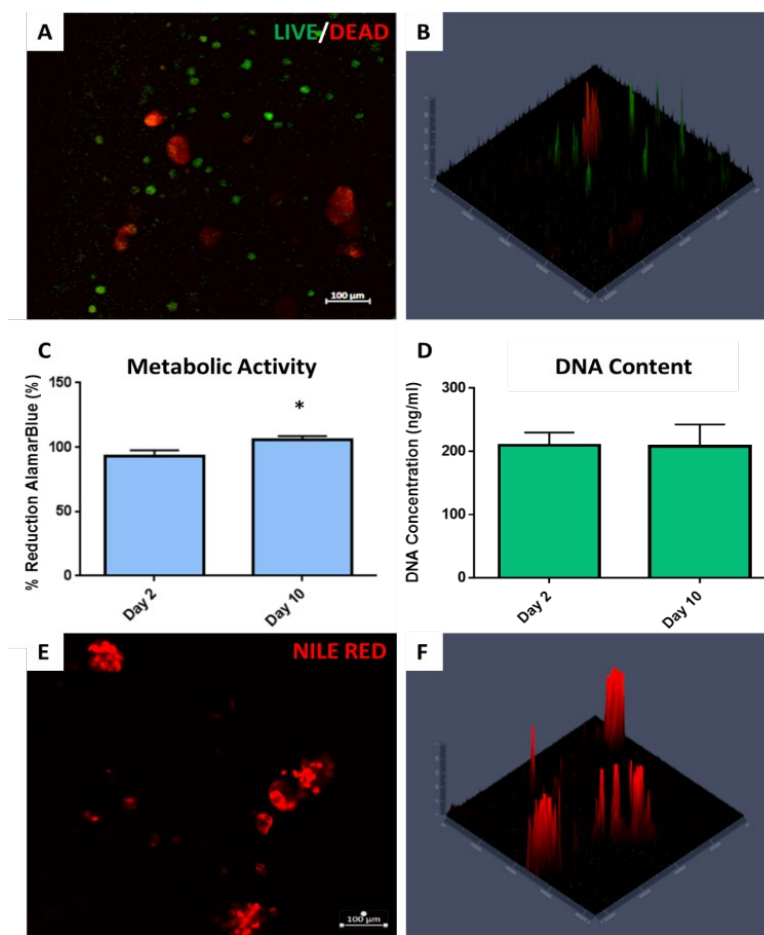 A
LIVE/DEAD
100 µm
B
C
Metabolic Activity
% Reduction AlamarBlue (%)
150
100
50
0
*
Day 2
Day 10
D
DNA Content
DNA Concentration (ng/ml)
300
200
100
0
Day 2
Day 10
E
NILE RED
100 µm
F